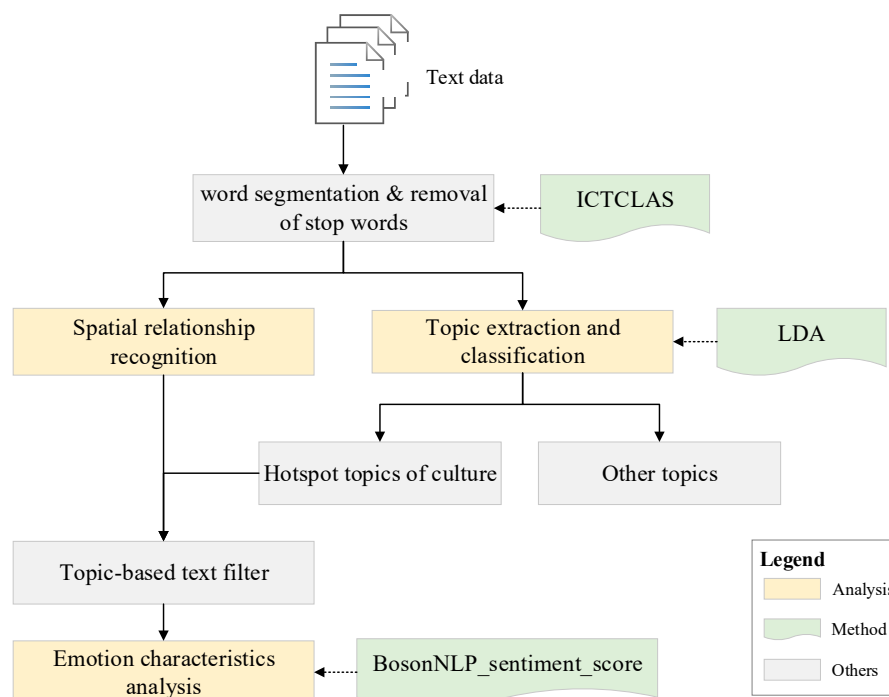 Text data
word segmentation & removal
of stop words
ICTCLAS
Spatial relationship
recognition
Topic extraction and
classification
LDA
Hotspot topics of culture
Other topics
Topic-based text filter
Legend
Analysis
Method
Others
Emotion characteristics
analysis
BosonNLP_sentiment_score